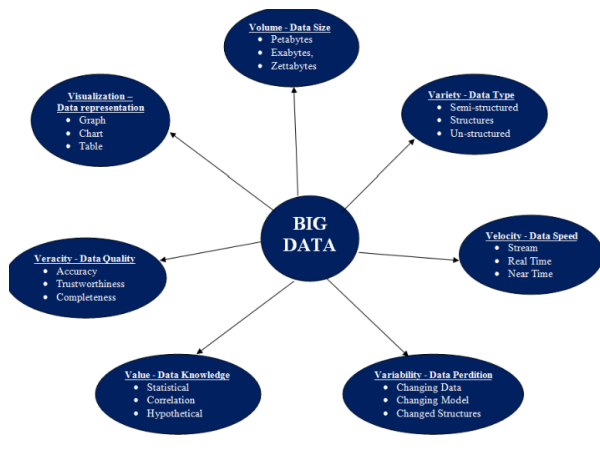 Volume - Data Size
• Petabytes
• Exabytes,
• Zettabytes
Visualization –
Data representation
• Graph
• Chart
• Table
Variety - Data Type
• Semi-structured
• Structures
• Un-structured
BIG
DATA
Veracity - Data Quality
• Accuracy
• Trustworthiness
• Completeness
Velocity - Data Speed
• Stream
• Real Time
• Near Time
Value - Data Knowledge
• Statistical
• Correlation
• Hypothetical
Variability - Data Perdition
• Changing Data
• Changing Model
• Changed Structures